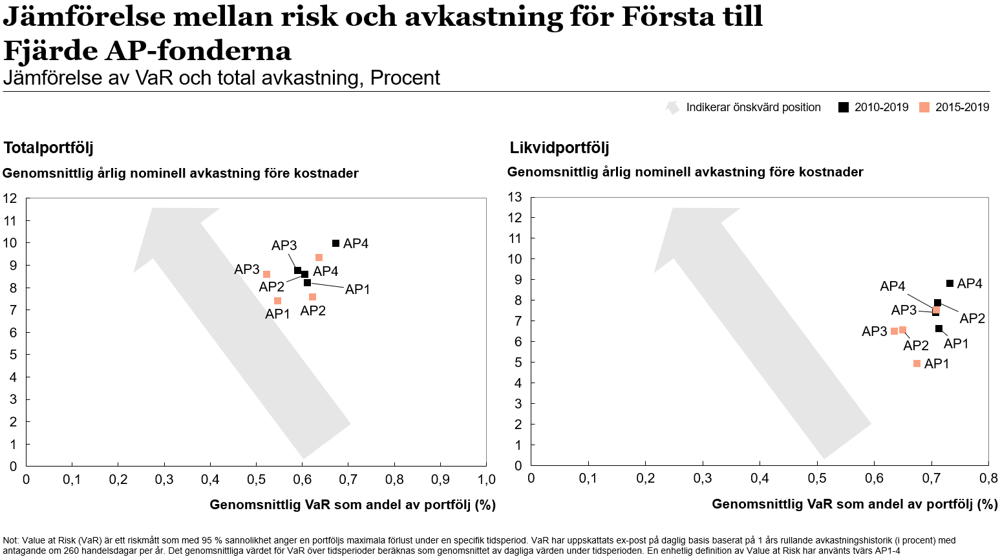 Jämförelse mellan risk och avkastning för Första till
Fjärde AP-fonderna
Jämförelse av VaR och total avkastning, Procent
Indikerar önskvärd position
2010-2019
2015-2019
Totalportfölj
Genomsnittlig årlig nominell avkastning före kostnader
12
11
10
9
8
7
6
5
4
3
2
1
0
0
0,1
0,2
0,3
0,4
0,5
0,6
0,7
0,8
0,9
1,0
AP3
AP4
AP3
AP4
AP2
AP1
AP1
AP2
Genomsnittlig VaR som andel av portfölj (%)
Likvidportfölj
Genomsnittlig årlig nominell avkastning före kostnader
13
12
11
10
9
8
7
6
5
4
3
2
1
0
0
0,1
0,2
0,3
0,4
0,5
0,6
0,7
0,8
AP4
AP4
AP3
AP2
AP3
AP2
AP1
AP1
Genomsnittlig VaR som andel av portfölj (%)
Not: Value at Risk (VaR) är ett riskmått som med 95 % sannolikhet anger en portföljs maximala förlust under en specifik tidsperiod. VaR har uppskattats ex-post på daglig basis baserat på 1 års rullande avkastningshistorik (i procent) med
antagande om 260 handelsdagar per år. Det genomsnittliga värdet för VaR över tidsperioder beräknas som genomsnittet av dagliga värden under tidsperioden. En enhetlig definition av Value at Risk har använts tvärs AP1-4